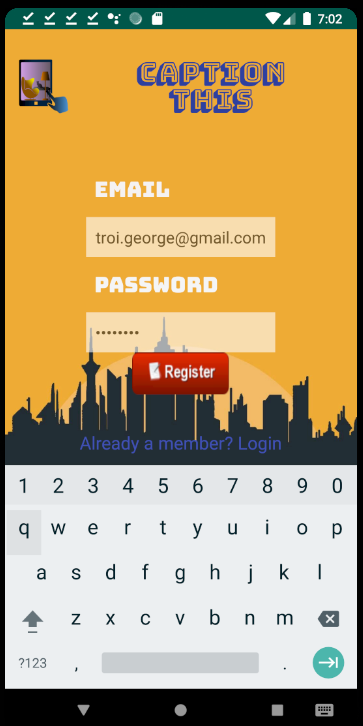 7:02
CAPTION
THIS
EMAIL
troi.george@gmail.com
PASSWORD
••••••••
Register
Already a member? Login
1 2 3 4 5 6 7 8 9 0
q w e r t y u i o p
a s d f g h j k l
z x c v b n m
?123 , .